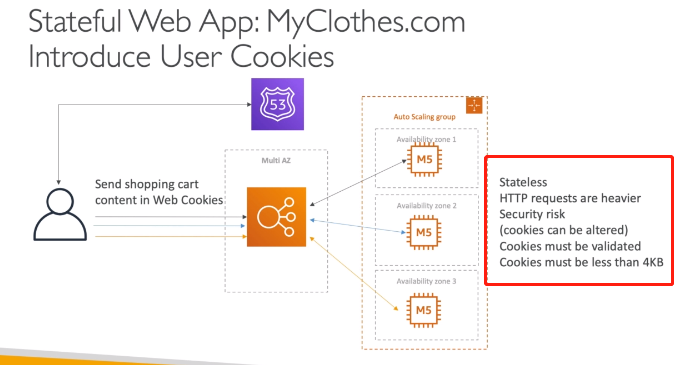 Stateful Web App: MyClothes.com
Introduce User Cookies
53
Auto Scaling group
Availability zone 1
M5
Multi AZ
Send shopping cart
content in Web Cookies
Availability zone 2
M5
Availability zone 3
M5
Stateless
HTTP requests are heavier
Security risk
(cookies can be altered)
Cookies must be validated
Cookies must be less than 4KB